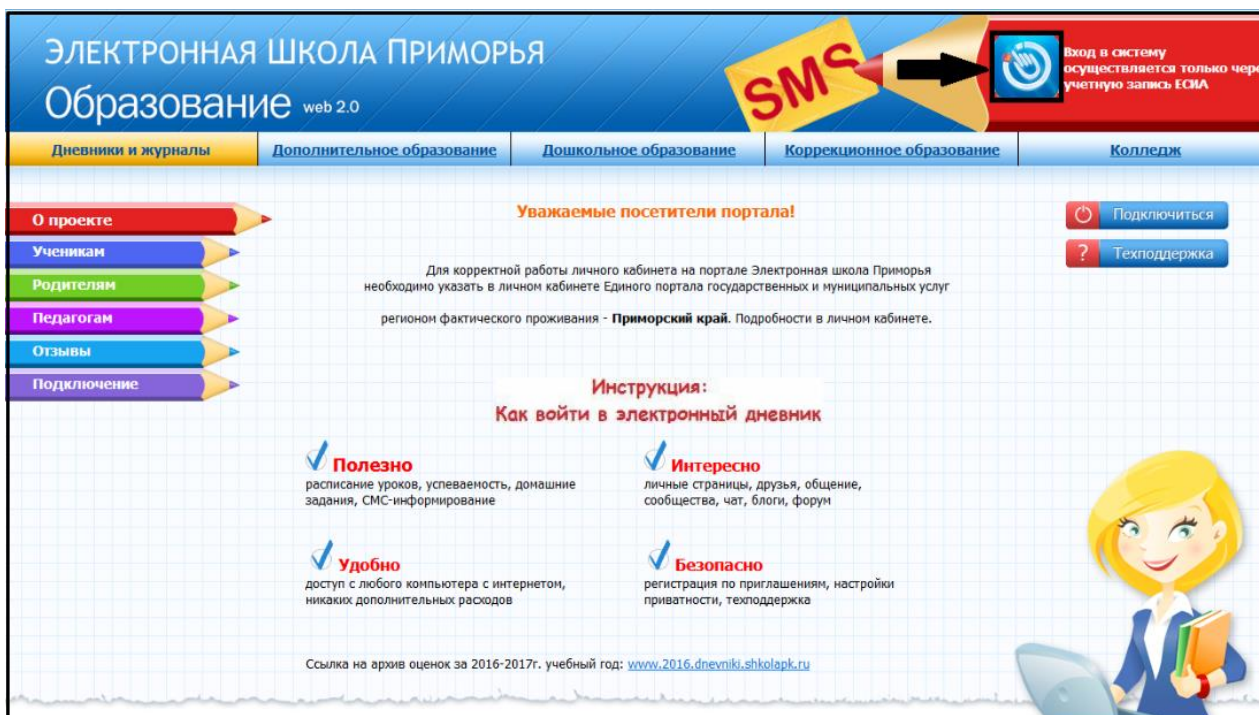 Электронная Школа Приморья
Образование web 2.0
SMS
Вход в систему
осуществляется только чере
учетную запись ЕСИА
Дневники и журналы
Дополнительное образование
Дошкольное образование
Коррекционное образование
Колледж
О проекте
Ученикам
Родителям
Педагогам
Отзывы
Подключение
Уважаемые посетители портала!
Для корректной работы личного кабинета на портале Электронная школа Приморья
необходимо указать в личном кабинете Единого портала государственных и муниципальных услуг
регионом фактического проживания - Приморский край. Подробности в личном кабинете.
Подключиться
? Техподдержка
Инструкция:
Как войти в электронный дневник
Полезно
расписание уроков, успеваемость, домашние
задания, СМС-информирование
Интересно
личные страницы, друзья, общение,
сообщества, чат, блоги, форум
Удобно
доступ с любого компьютера с интернетом,
никаких дополнительных расходов
Безопасно
регистрация по приглашениям, настройки
приватности, техподдержка
Ссылка на архив оценок за 2016-2017г. учебный год: www.2016.dnevniki.shkolapk.ru